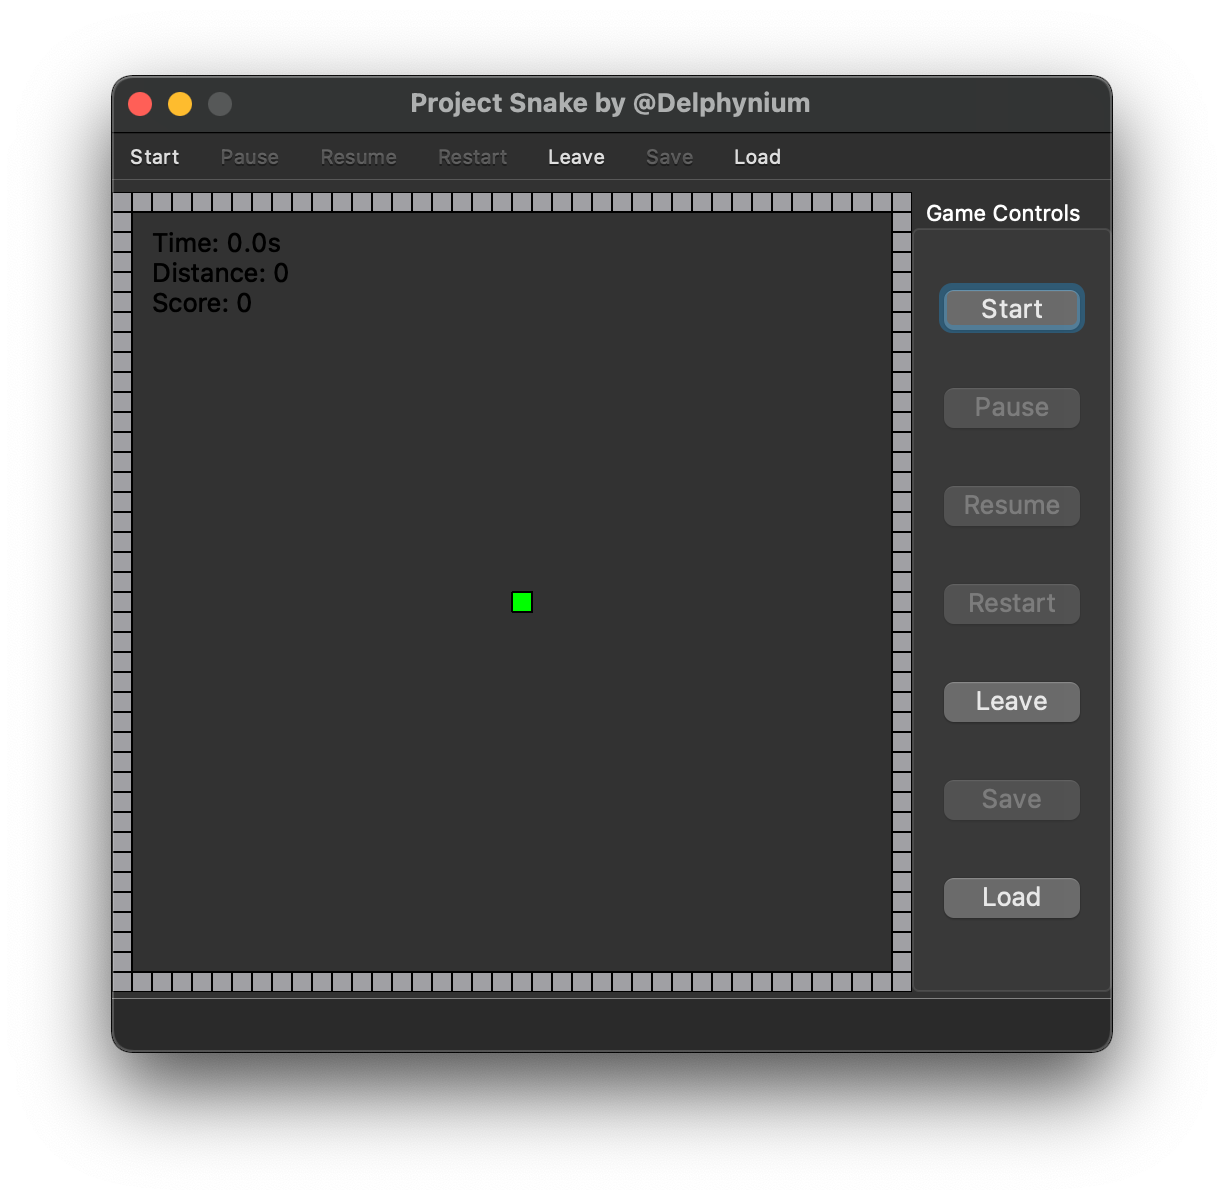 Project Snake by @Delphynium
Start Pause Resume Restart Leave Save Load
Time: 0.0s
Distance: 0
Score: 0
Game Controls
Start
Pause
Resume
Restart
Leave
Save
Load